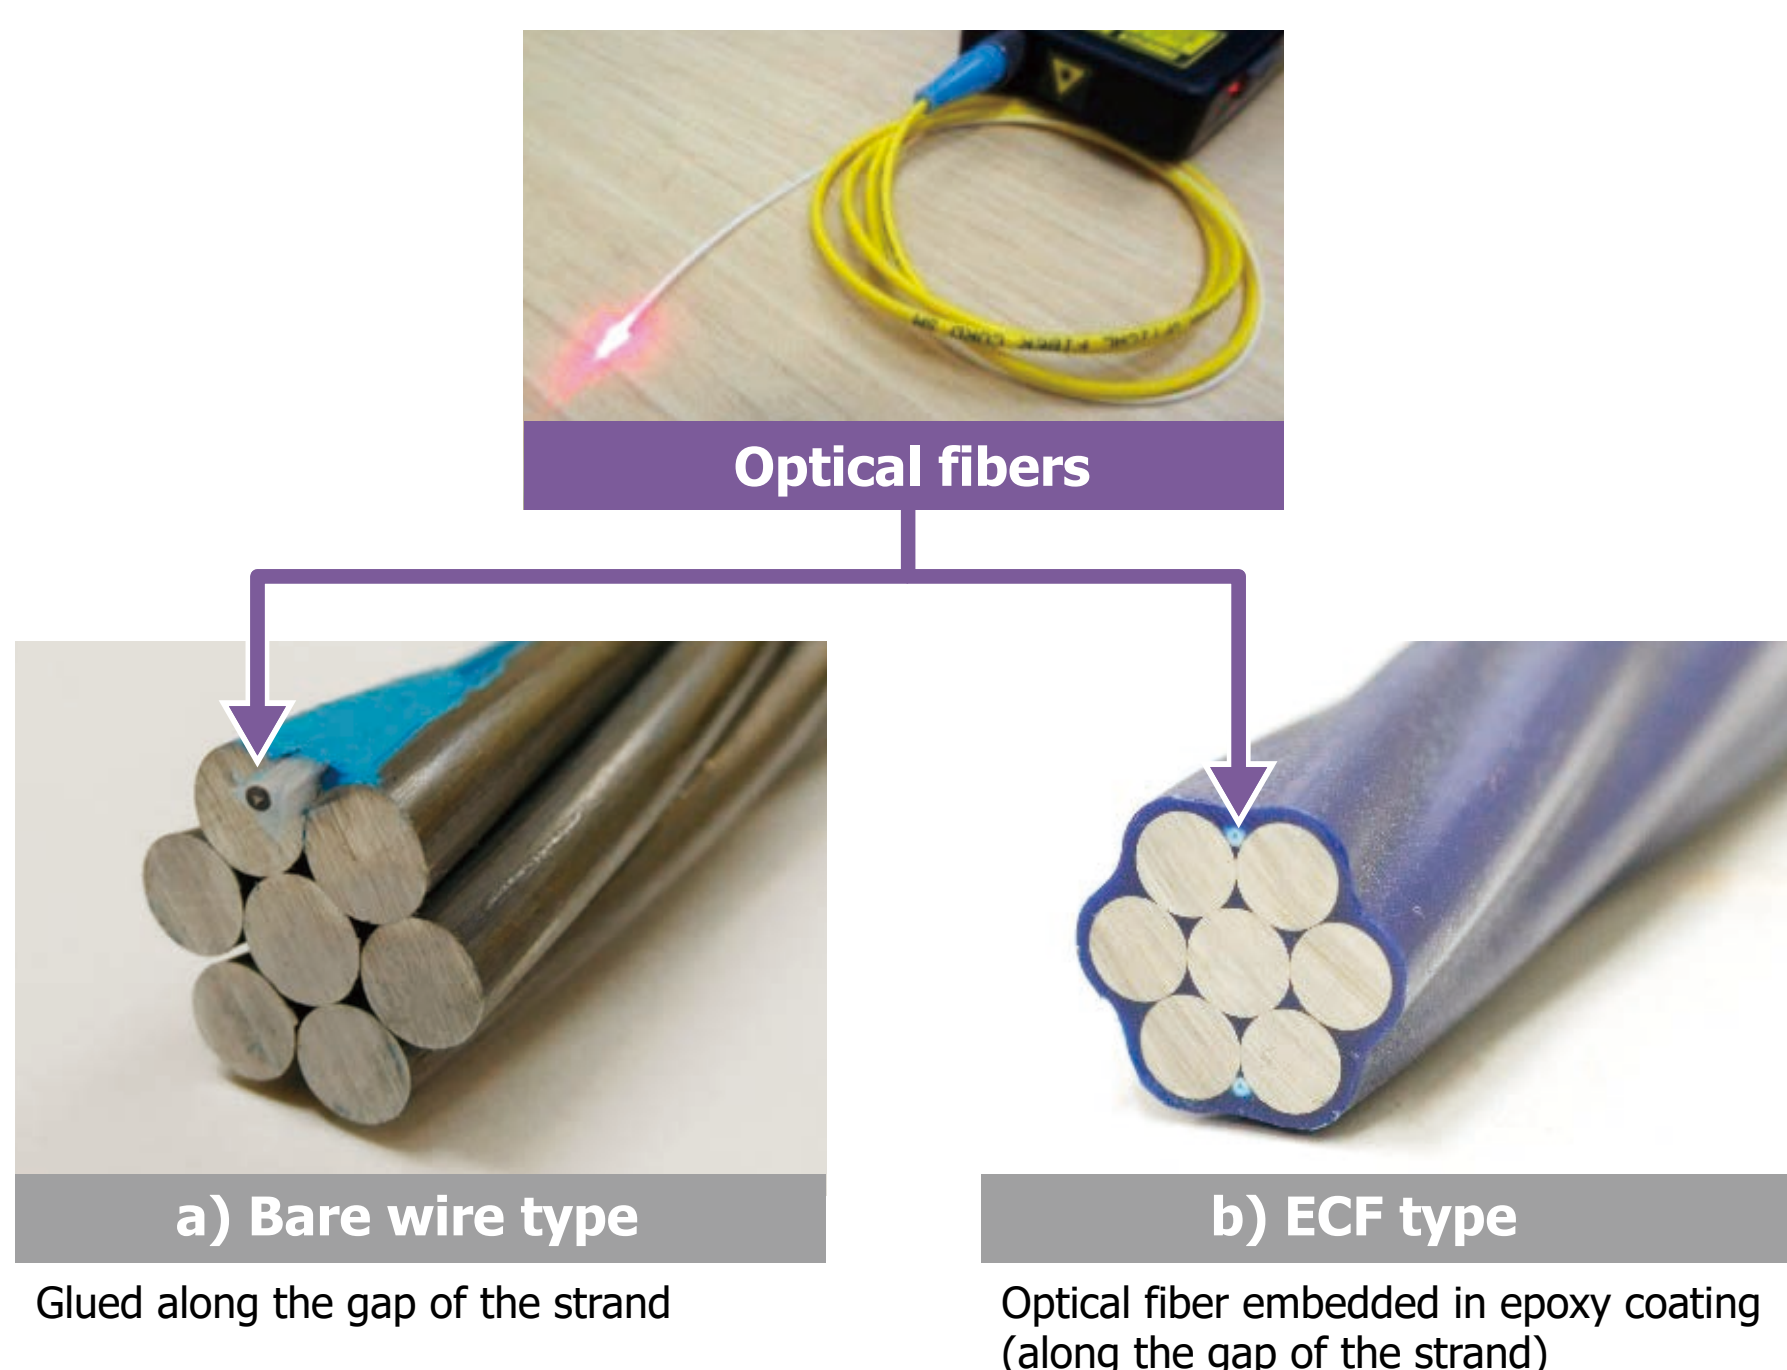 Optical fibers
a) Bare wire type
b) ECF type
Glued along the gap of the strand
Optical fiber embedded in epoxy coating
(along the gap of the strand)